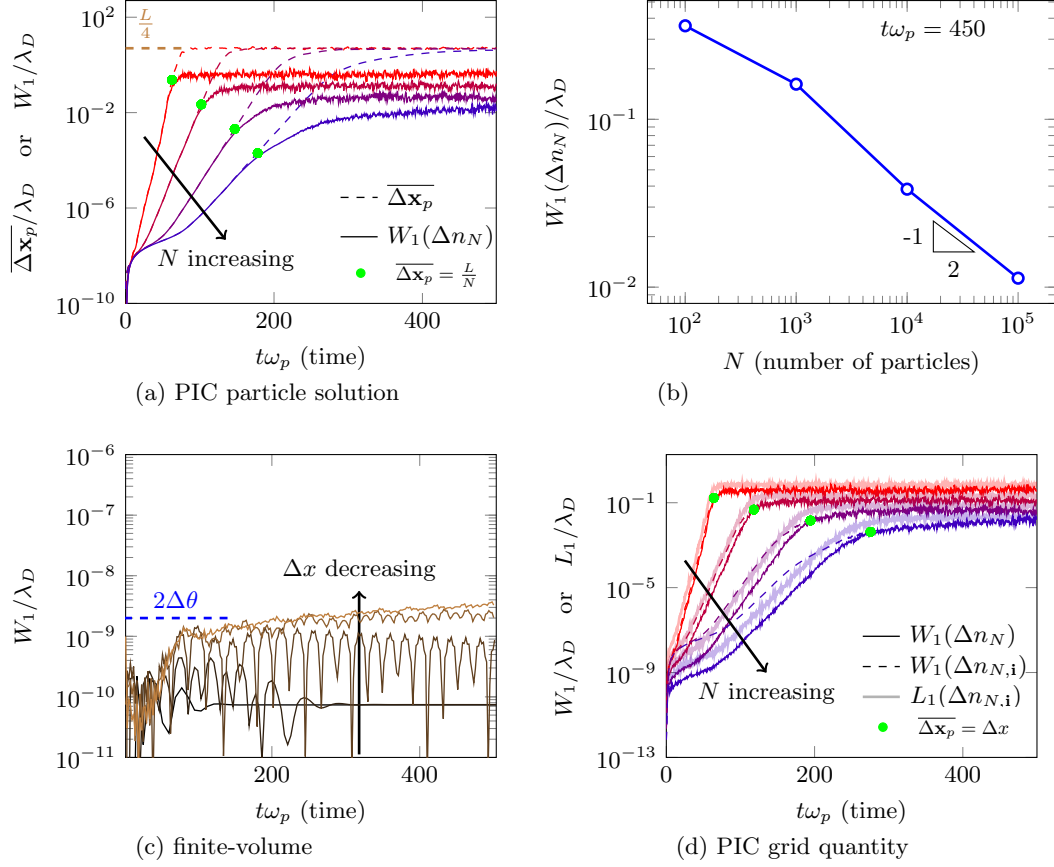 10^2
10^{-2}
10^{-6}
10^{-10}
\overline{Δx_p}/λ_D or W_1/λ_D
L/4
N increasing
\overline{Δx_p}
W_1(Δn_N)
\overline{Δx_p} = L/N
0 200 400
tω_p (time)
(a) PIC particle solution
tω_p = 450
10^{-1}
10^{-2}
W_1(Δn_N)/λ_D
-1
2
10^2 10^3 10^4 10^5
N (number of particles)
(b)
10^{-6}
10^{-7}
10^{-8}
10^{-9}
10^{-10}
10^{-11}
W_1/λ_D
2Δθ
Δx decreasing
0 200 400
tω_p (time)
(c) finite-volume
10^{-1}
10^{-5}
10^{-9}
10^{-13}
W_1/λ_D or L_1/λ_D
N increasing
W_1(Δn_N)
W_1(Δn_{N,i})
L_1(Δn_{N,i})
\overline{Δx_p} = Δx
0 200 400
tω_p (time)
(d) PIC grid quantity